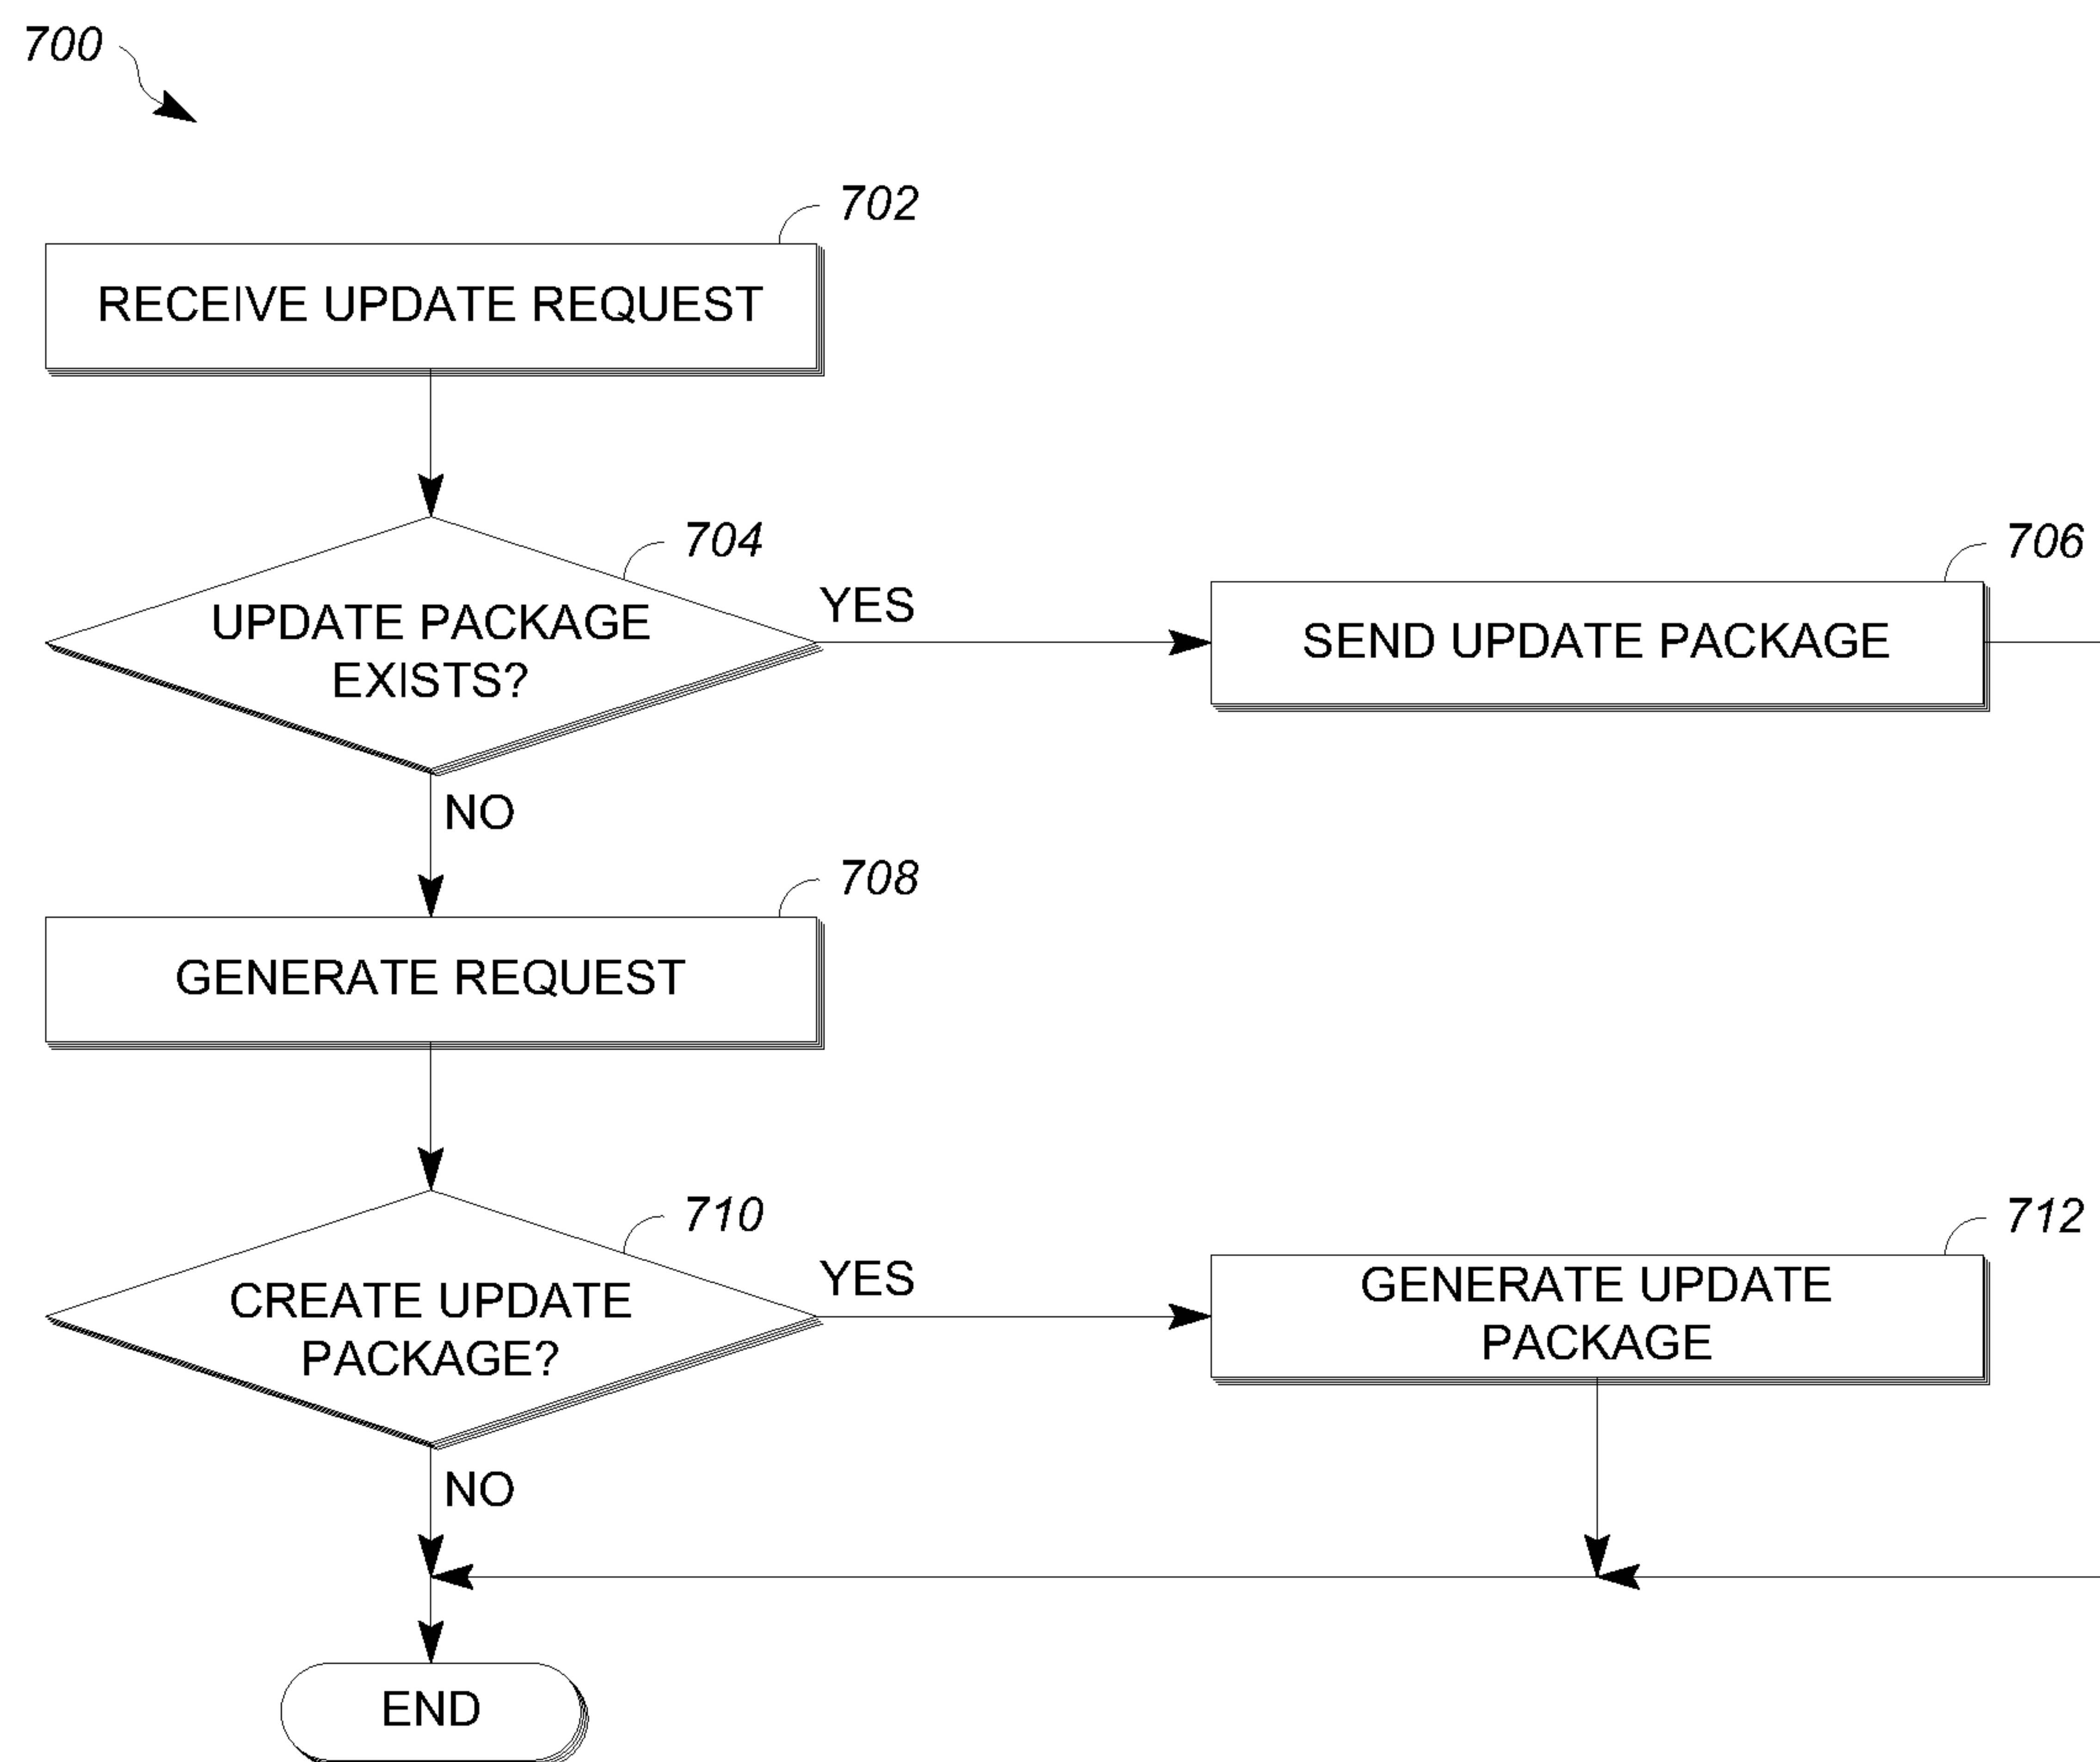 700
702
RECEIVE UPDATE REQUEST
704
UPDATE PACKAGE
EXISTS?
YES
706
SEND UPDATE PACKAGE
NO
708
GENERATE REQUEST
710
CREATE UPDATE
PACKAGE?
YES
712
GENERATE UPDATE
PACKAGE
NO
END